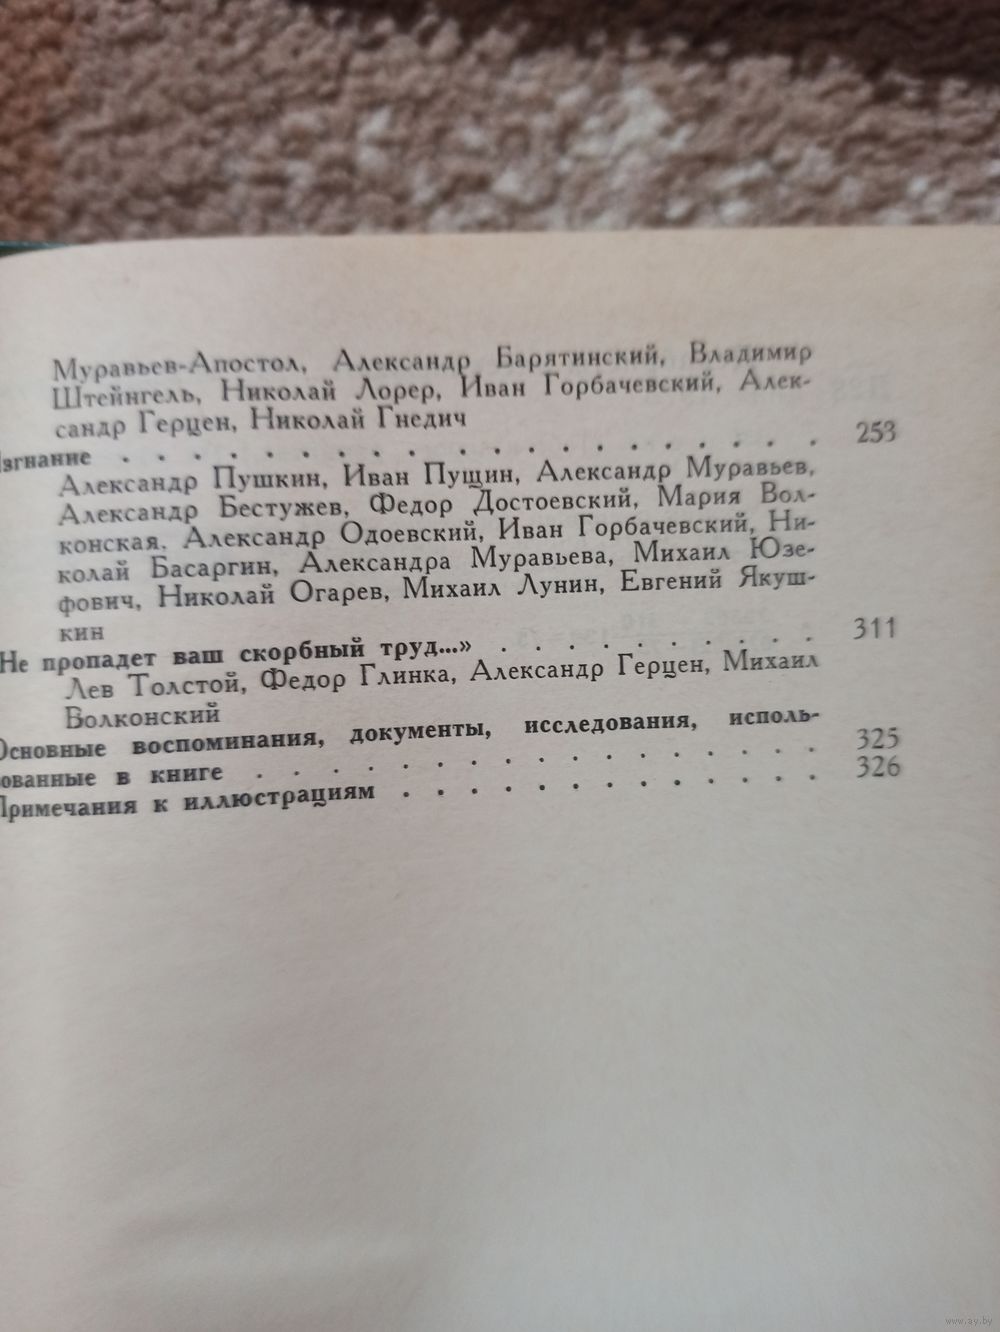 Муравьев-Апостол, Александр Барятинский, Владимир
Штейнгель, Николай Лорер, Иван Горбачевский, Алек-
сандр Герцен, Николай Гнедич
згнание . . . . . . . . . . . . . . . . . . . 253
Александр Пушкин, Иван Пущин, Александр Муравьев,
Александр Бестужев, Федор Достоевский, Мария Вол-
конская, Александр Одоевский, Иван Горбачевский, Ни-
колай Басаргин, Александра Муравьева, Михаил Юзе-
фович, Николай Огарев, Михаил Лунин, Евгений Якуш-
кин
Не пропадет ваш скорбный труд...» . . . . . . . . . . 311
Лев Толстой, Федор Глинка, Александр Герцен, Михаил
Волконский
Основные воспоминания, документы, исследования, исполь-
ованные в книге . . . . . . . . . . . . . . . . 325
Примечания к иллюстрациям . . . . . . . . . . . . . 326
www.ay.by